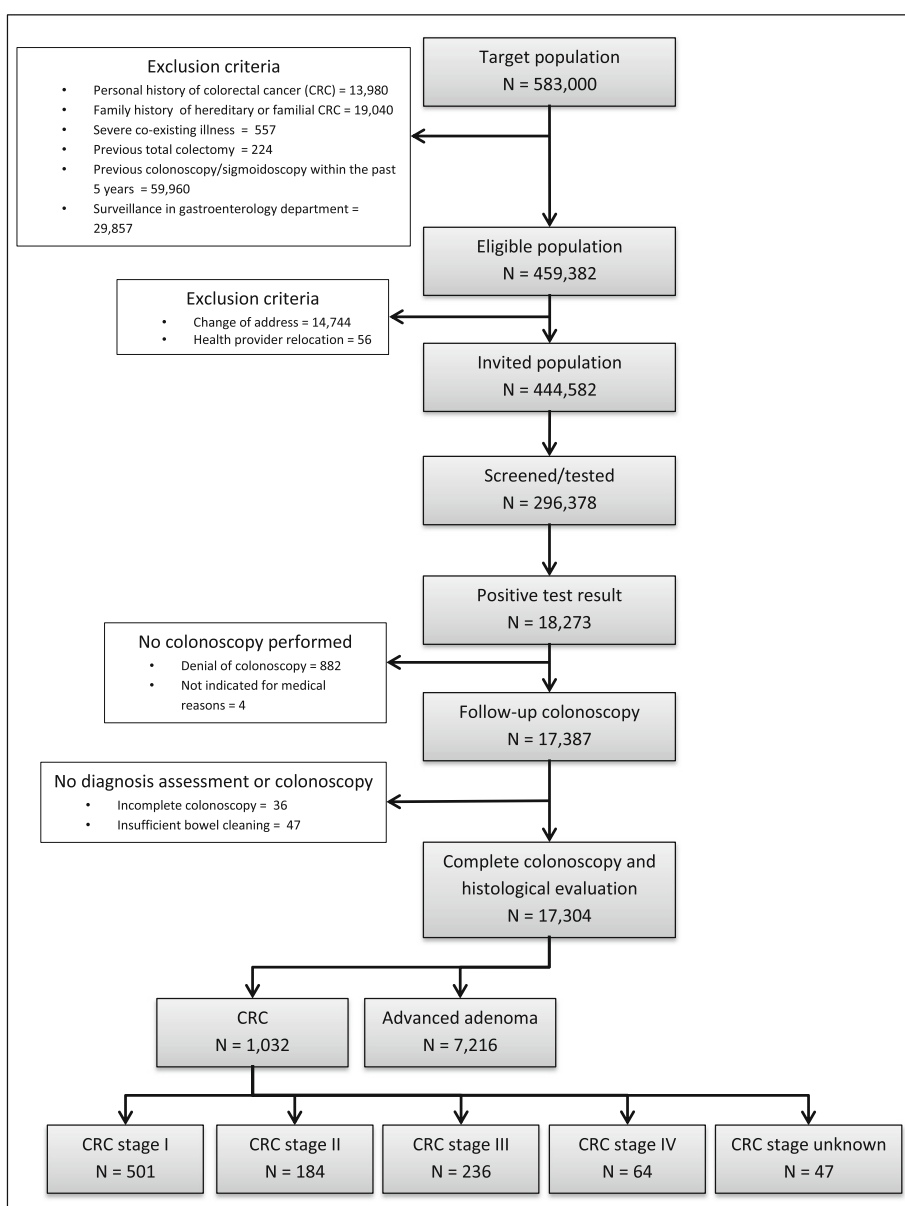 Target population
N = 583,000
Exclusion criteria
• Personal history of colorectal cancer (CRC) = 13,980
• Family history of hereditary or familial CRC = 19,040
• Severe co-existing illness = 557
• Previous total colectomy = 224
• Previous colonoscopy/sigmoidoscopy within the past
5 years = 59,960
• Surveillance in gastroenterology department =
29,857
Eligible population
N = 459,382
Exclusion criteria
• Change of address = 14,744
• Health provider relocation = 56
Invited population
N = 444,582
Screened/tested
N = 296,378
Positive test result
N = 18,273
No colonoscopy performed
• Denial of colonoscopy = 882
• Not indicated for medical
reasons = 4
Follow-up colonoscopy
N = 17,387
No diagnosis assessment or colonoscopy
• Incomplete colonoscopy = 36
• Insufficient bowel cleaning = 47
Complete colonoscopy and
histological evaluation
N = 17,304
CRC
N = 1,032
Advanced adenoma
N = 7,216
CRC stage I
N = 501
CRC stage II
N = 184
CRC stage III
N = 236
CRC stage IV
N = 64
CRC stage unknown
N = 47